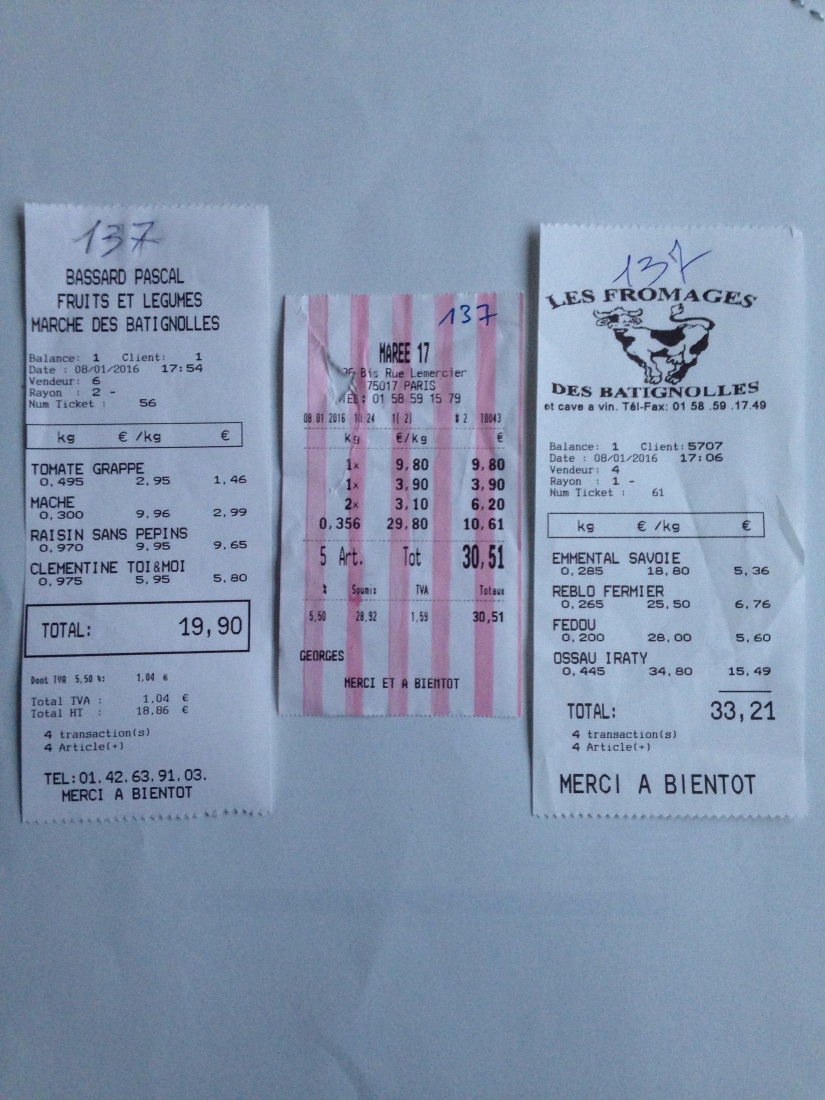 137
BASSARD PASCAL
FRUITS ET LEGUMES
MARCHE DES BATIGNOLLES
Balance: 1 Client: 1
Date : 08/01/2016 17:54
Vendeur: 6
Rayon : 2 -
Num Ticket : 56
kg € /kg €
TOMATE GRAPPE
0,495 2,95 1,46
MACHE
0,300 9,96 2,99
RAISIN SANS PEPINS
0,970 9,95 9,65
CLEMENTINE TOI&MOI
0,975 5,95 5,80
TOTAL: 19,90
Dont TVA 5,50 %: 1,04 €
Total TVA : 1,04 €
Total HT : 18,86 €
4 transaction(s)
4 Article(+)
TEL:01.42.63.91.03.
MERCI A BIENTOT
137
MAREE 17
Bis Rue Lemercier
75017 PARIS
TEL: 01 58 59 15 79
08 01 2016 1( 2) #2 T0043
kg €/kg €
1x 9,80 9,80
1x 3,90 3,90
2x 3,10 6,20
0,356 29,80 10,61
5 Art. Tot 30,51
% Soumis TVA Totaux
5,50 28,92 1,59 30,51
GEORGES
MERCI ET A BIENTOT
137
LES FROMAGES
DES BATIGNOLLES
et cave a vin. Tél-Fax: 01 58 .59 .17.49
Balance: 1 Client:5707
Date : 08/01/2016 17:06
Vendeur: 4
Rayon : 1 -
Num Ticket : 61
kg € /kg €
EMMENTAL SAVOIE
0,285 18,80 5,36
REBLO FERMIER
0,265 25,50 6,76
FEDOU
0,200 28,00 5,60
OSSAU IRATY
0,445 34,80 15,49
TOTAL: 33,21
4 transaction(s)
4 Article(+)
MERCI A BIENTOT